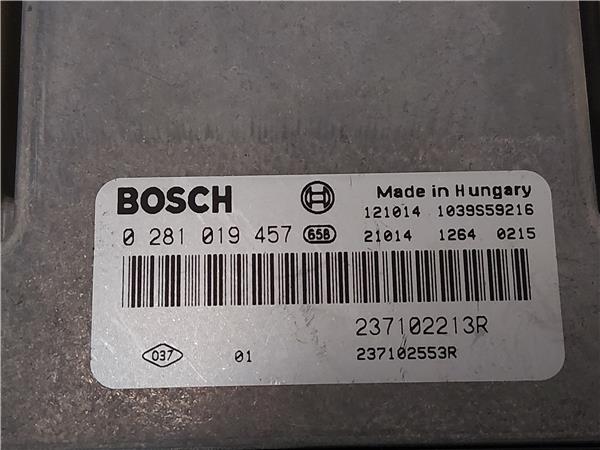 BOSCH
Made in Hungary
121014 1039S59216
0 281 019 457 658
21014 1264 0215
237102213R
037 01 237102553R